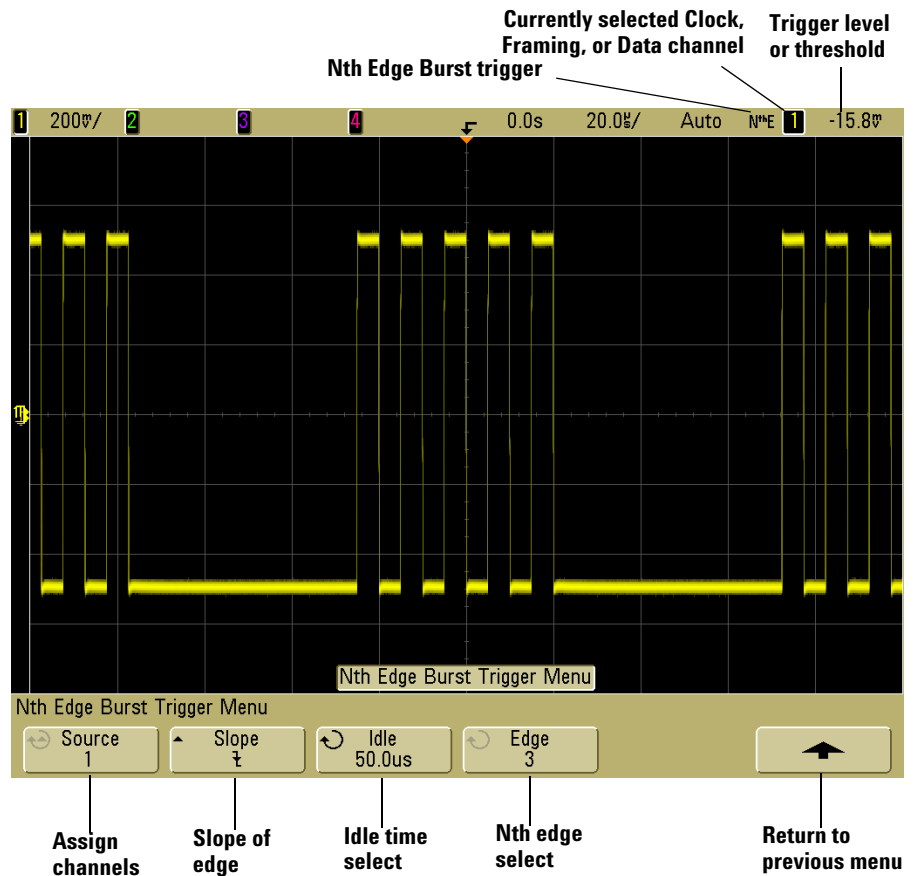 Currently selected Clock,
Framing, or Data channel
Trigger level
or threshold
Nth Edge Burst trigger
1 200mV/ 2 3 4 0.0s 20.0us/ Auto NthE 1 -15.8mV
Nth Edge Burst Trigger Menu
Nth Edge Burst Trigger Menu
Source
1
Slope
Idle
50.0us
Edge
3
Assign
channels
Slope of
edge
Idle time
select
Nth edge
select
Return to
previous menu